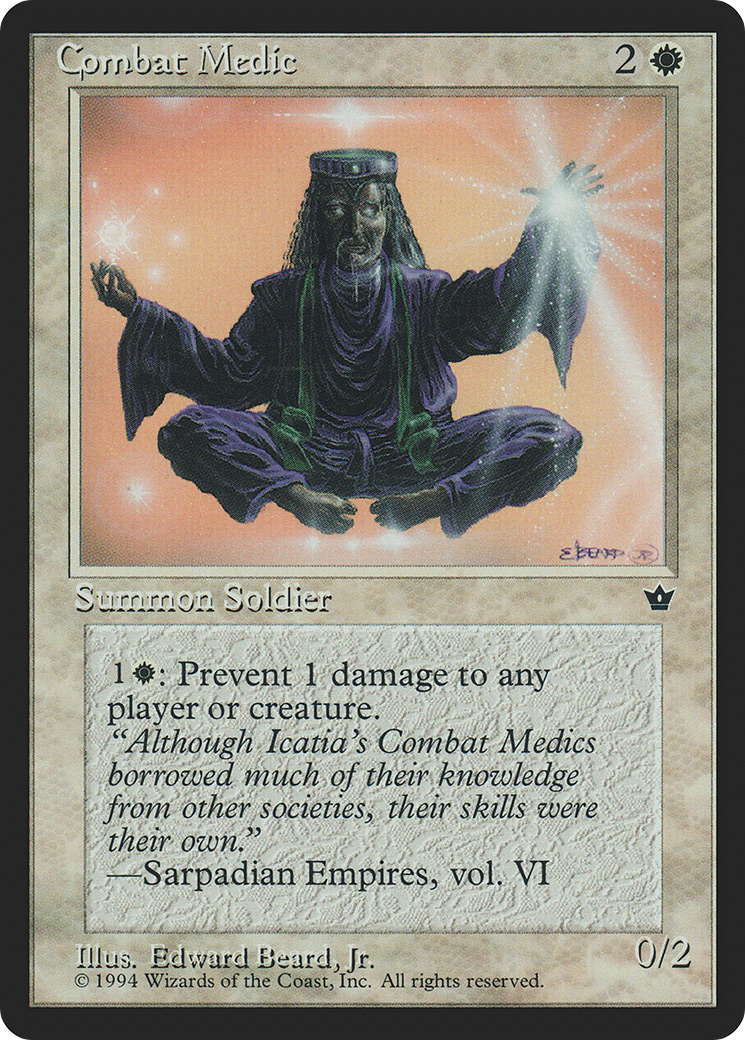 Combat Medic 2
E. BEARD JR
Summon Soldier
1: Prevent 1 damage to any
player or creature.
“Although Icatia’s Combat Medics
borrowed much of their knowledge
from other societies, their skills were
their own.”
—Sarpadian Empires, vol. VI
Illus. Edward Beard, Jr.
0/2
© 1994 Wizards of the Coast, Inc. All rights reserved.